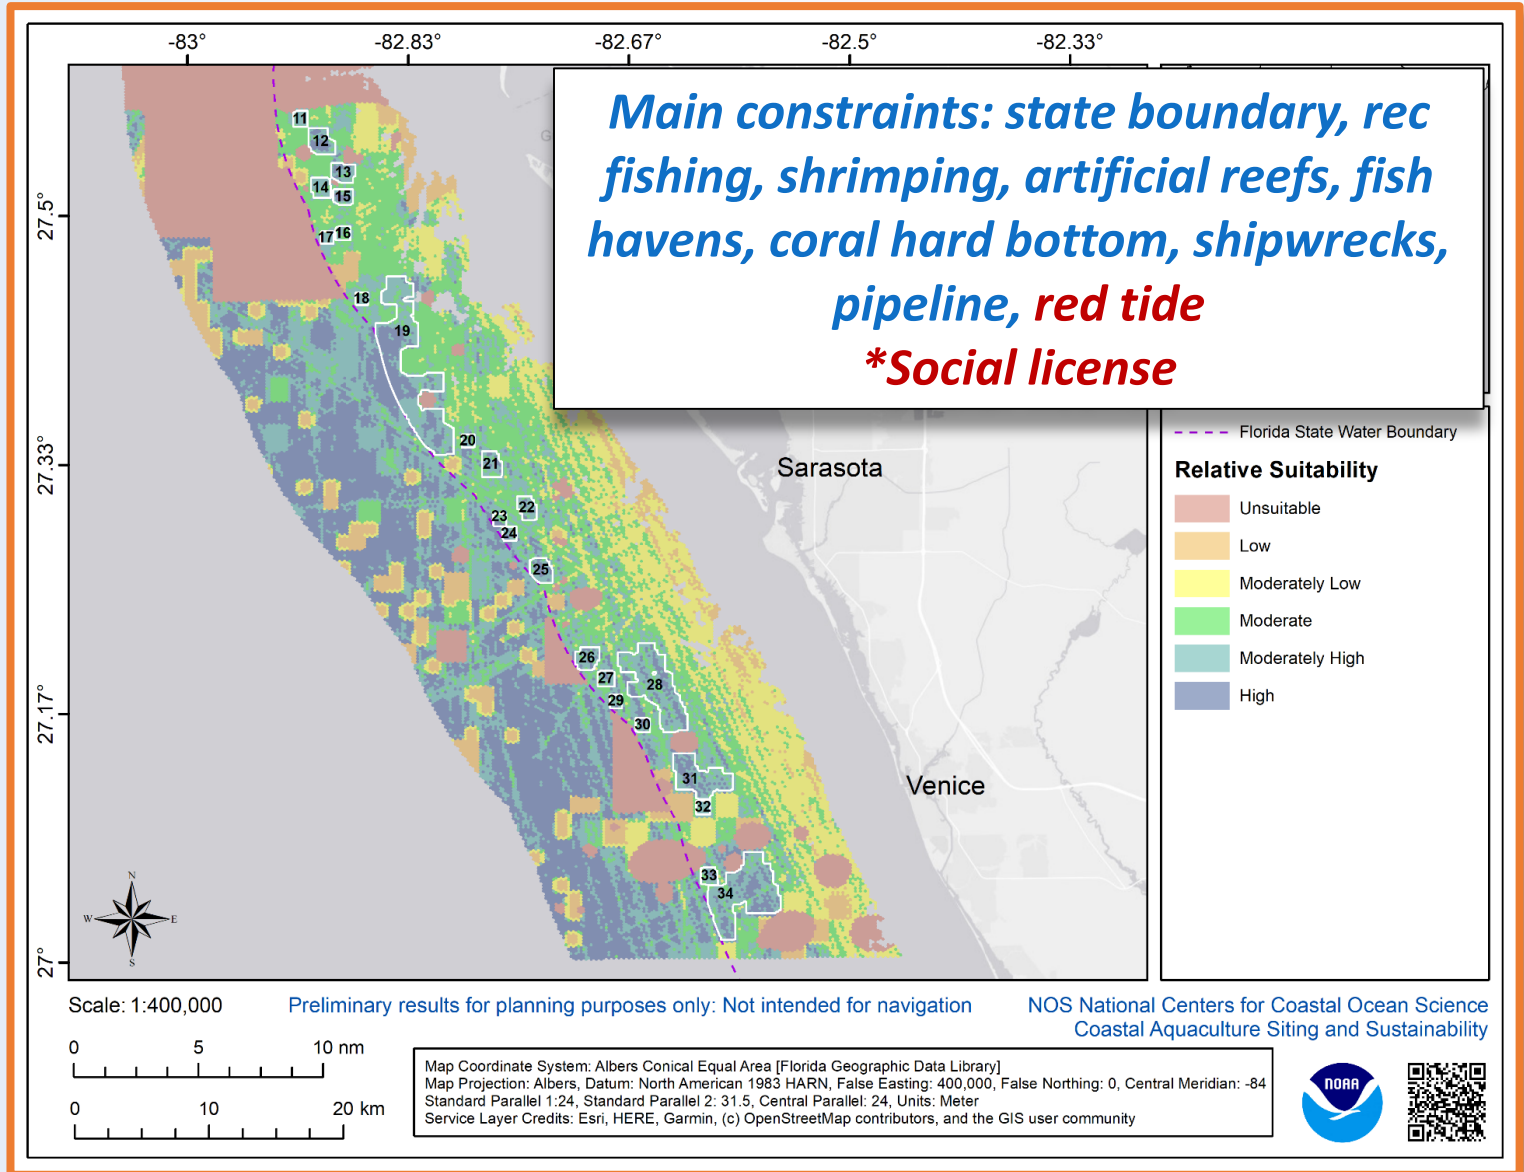 -83°
-82.83°
-82.67°
-82.5°
-82.33°
Main constraints: state boundary, rec
fishing, shrimping, artificial reefs, fish
havens, coral hard bottom, shipwrecks,
pipeline, red tide
*Social license
27.5°
27.33°
27.17°
27°
11
12
13
14
15
16
17
18
19
20
21
22
23
24
25
26
27
28
29
30
31
32
33
34
Sarasota
Venice
N
W
E
S
Florida State Water Boundary
Relative Suitability
Unsuitable
Low
Moderately Low
Moderate
Moderately High
High
Scale: 1:400,000
Preliminary results for planning purposes only: Not intended for navigation
NOS National Centers for Coastal Ocean Science
Coastal Aquaculture Siting and Sustainability
0 5 10 nm
0 10 20 km
Map Coordinate System: Albers Conical Equal Area [Florida Geographic Data Library]
Map Projection: Albers, Datum: North American 1983 HARN, False Easting: 400,000, False Northing: 0, Central Meridian: -84
Standard Parallel 1:24, Standard Parallel 2: 31.5, Central Parallel: 24, Units: Meter
Service Layer Credits: Esri, HERE, Garmin, (c) OpenStreetMap contributors, and the GIS user community
NOAA